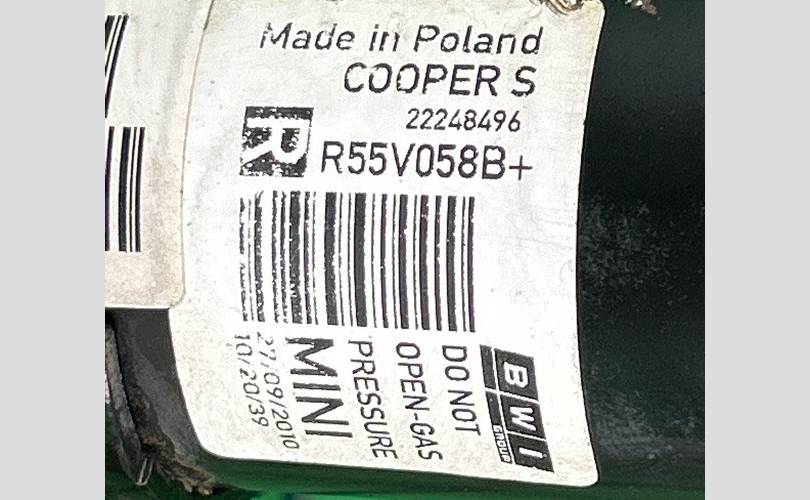 Made in Poland
COOPER S
22248496
R
R55V058B+
BWI
GROUP
DO NOT
OPEN-GAS
PRESSURE
MINI
27/09/2010
10/20/39